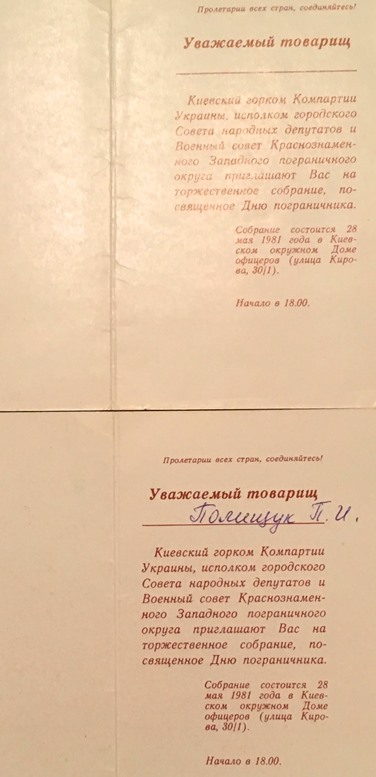 Пролетарии всех стран, соединяйтесь!
Уважаемый товарищ
Киевский горком Компартии
Украины, исполком городского
Совета народных депутатов и
Военный совет Краснознамен-
ного Западного пограничного
округа приглашают Вас на
торжественное собрание, по-
священное Дню пограничника.
Собрание состоится 28
мая 1981 года в Киев-
ском окружном Доме
офицеров (улица Киро-
ва, 30/1).
Начало в 18.00.
Пролетарии всех стран, соединяйтесь!
Уважаемый товарищ
Полищук П. И.
Киевский горком Компартии
Украины, исполком городского
Совета народных депутатов и
Военный совет Краснознамен-
ного Западного пограничного
округа приглашают Вас на
торжественное собрание, по-
священное Дню пограничника.
Собрание состоится 28
мая 1981 года в Киев-
ском окружном Доме
офицеров (улица Киро-
ва, 30/1).
Начало в 18.00.